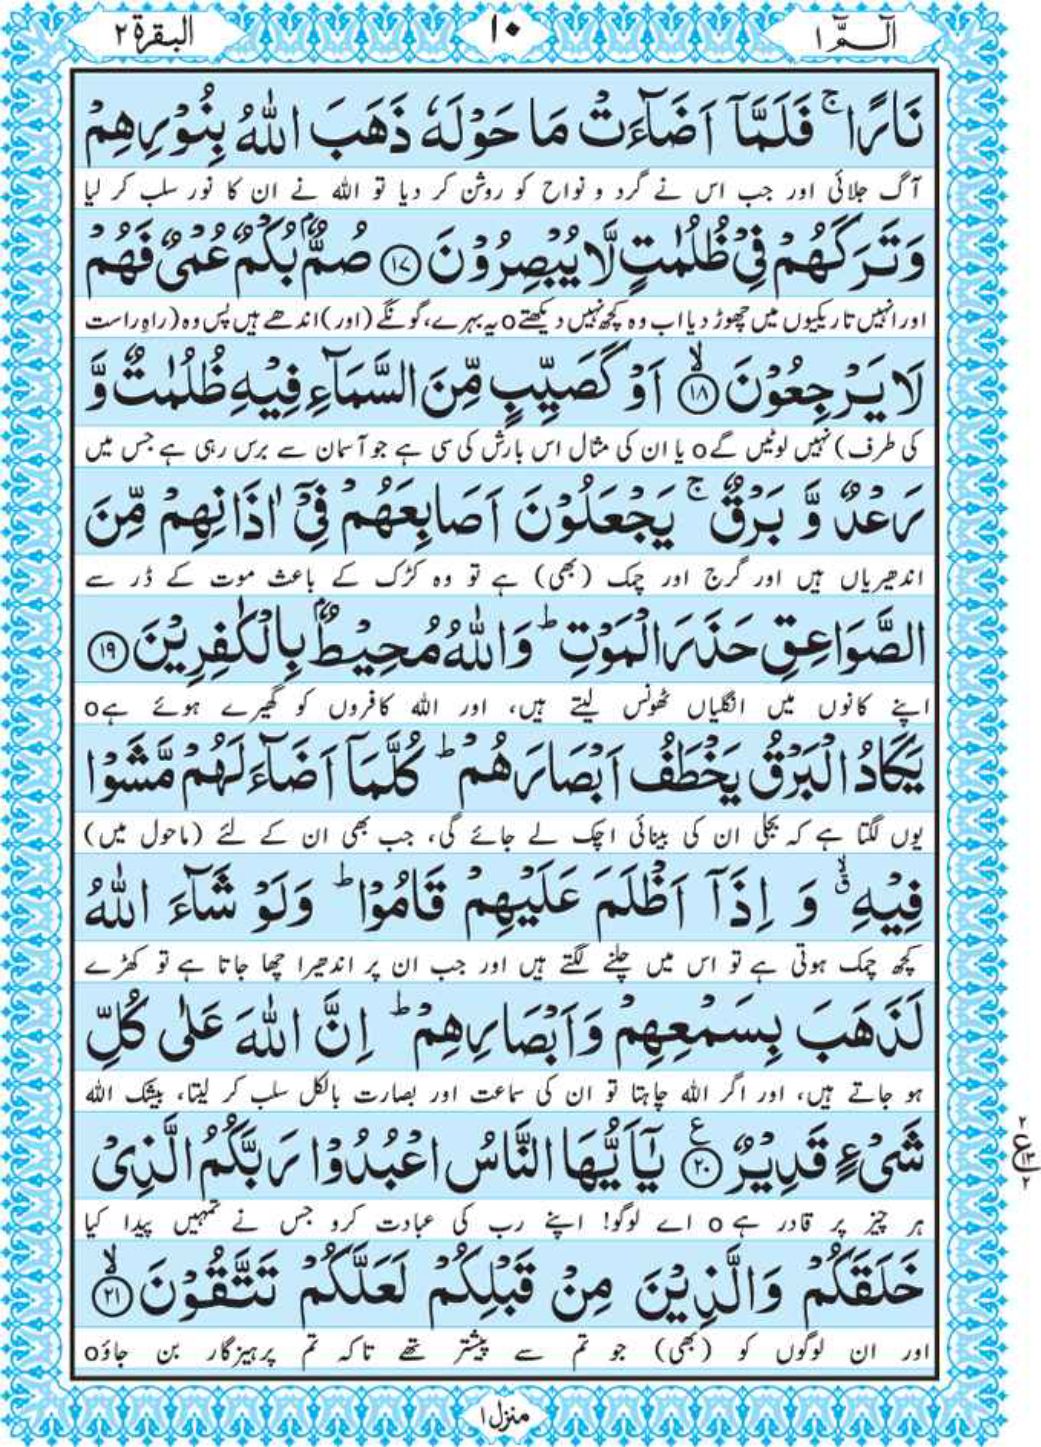 البقرة ۲
۱۰
الٓـمّٓ ۱
نَارًا ۚ فَلَمَّاۤ اَضَآءَتْ مَا حَوْلَهٗ ذَهَبَ اللّٰهُ بِنُوْرِهِمْ
آگ جلائی اور جب اس نے گرد و نواح کو روشن کر دیا تو اللہ نے ان کا نور سلب کر لیا
وَتَرَكَهُمْ فِيْ ظُلُمٰتٍ لَّا يُبْصِرُوْنَ ۝۱۷ صُمٌّۢ بُكْمٌ عُمْيٌ فَهُمْ
اور انہیں تاریکیوں میں چھوڑ دیا اب وہ کچھ نہیں دیکھتے o یہ بہرے، گونگے (اور) اندھے ہیں پس وہ (راہِ راست
لَا يَرْجِعُوْنَ ۝۱۸ۙ اَوْ كَصَيِّبٍ مِّنَ السَّمَآءِ فِيْهِ ظُلُمٰتٌ وَّ
کی طرف) نہیں لوٹیں گے o یا ان کی مثال اس بارش کی سی ہے جو آسمان سے برس رہی ہے جس میں
رَعْدٌ وَّ بَرْقٌ ۚ يَجْعَلُوْنَ اَصَابِعَهُمْ فِيْۤ اٰذَانِهِمْ مِّنَ
اندھیریاں ہیں اور گرج اور چمک (بھی) ہے تو وہ کڑک کے باعث موت کے ڈر سے
الصَّوَاعِقِ حَذَرَ الْمَوْتِ ؕ وَاللّٰهُ مُحِيْطٌۢ بِالْكٰفِرِيْنَ ۝۱۹
اپنے کانوں میں انگلیاں ٹھونس لیتے ہیں، اور اللہ کافروں کو گھیرے ہوئے ہے o
يَكَادُ الْبَرْقُ يَخْطَفُ اَبْصَارَهُمْ ؕ كُلَّمَاۤ اَضَآءَ لَهُمْ مَّشَوْا
یوں لگتا ہے کہ بجلی ان کی بینائی اچک لے جائے گی، جب بھی ان کے لئے (ماحول میں)
فِيْهِ ۙۗ وَ اِذَاۤ اَظْلَمَ عَلَيْهِمْ قَامُوْا ؕ وَلَوْ شَآءَ اللّٰهُ
کچھ چمک ہوتی ہے تو اس میں چلنے لگتے ہیں اور جب ان پر اندھیرا چھا جاتا ہے تو کھڑے
لَذَهَبَ بِسَمْعِهِمْ وَاَبْصَارِهِمْ ؕ اِنَّ اللّٰهَ عَلٰى كُلِّ
ہو جاتے ہیں، اور اگر اللہ چاہتا تو ان کی سماعت اور بصارت بالکل سلب کر لیتا، بیشک اللہ
شَيْءٍ قَدِيْرٌ ۝۲۰ع يٰۤاَيُّهَا النَّاسُ اعْبُدُوْا رَبَّكُمُ الَّذِيْ
ہر چیز پر قادر ہے o اے لوگو! اپنے رب کی عبادت کرو جس نے تمہیں پیدا کیا
خَلَقَكُمْ وَالَّذِيْنَ مِنْ قَبْلِكُمْ لَعَلَّكُمْ تَتَّقُوْنَ ۝۲۱ۙ
اور ان لوگوں کو (بھی) جو تم سے پیشتر تھے تاکہ تم پرہیزگار بن جاؤ o
۲ ع ۱۳ ۲
منزل ۱